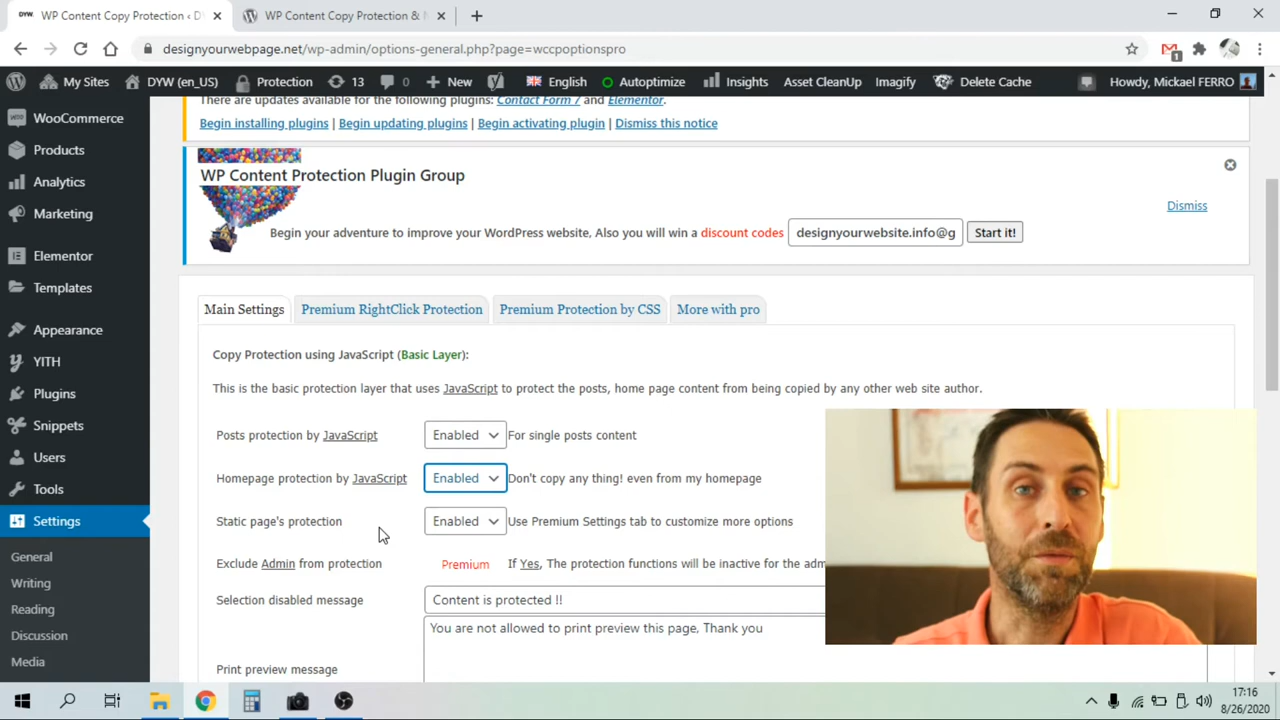 WP Content Copy Protection ‹ DY
WP Content Copy Protection & N
designyourwebpage.net/wp-admin/options-general.php?page=wccpoptionspro
1
My Sites
DYW (en_US)
Protection
13
0
New
English
Autoptimize
Insights
Asset CleanUp
Imagify
Delete Cache
Howdy, Mickael FERRO
There are updates available for the following plugins: Contact Form 7 and Elementor.
Begin installing plugins | Begin updating plugins | Begin activating plugin | Dismiss this notice
WP Content Protection Plugin Group
Dismiss
Begin your adventure to improve your WordPress website, Also you will win a discount codes
designyourwebsite.info@g
Start it!
WooCommerce
Products
Analytics
Marketing
Elementor
Templates
Appearance
YITH
Plugins
Snippets
Users
Tools
Settings
General
Writing
Reading
Discussion
Media
Main Settings
Premium RightClick Protection
Premium Protection by CSS
More with pro
Copy Protection using JavaScript (Basic Layer):
This is the basic protection layer that uses JavaScript to protect the posts, home page content from being copied by any other web site author.
Posts protection by JavaScript Enabled For single posts content
Homepage protection by JavaScript Enabled Don't copy any thing! even from my homepage
Static page's protection Enabled Use Premium Settings tab to customize more options
Exclude Admin from protection Premium If Yes, The protection functions will be inactive for the adm
Selection disabled message Content is protected !!
You are not allowed to print preview this page, Thank you
Print preview message
17:16
8/26/2020